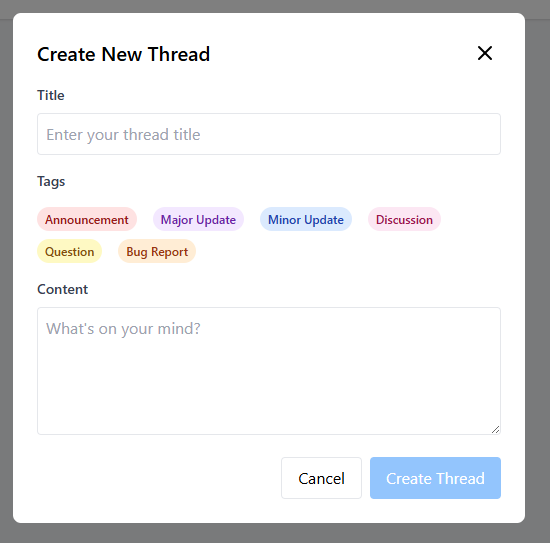 Create New Thread
Title
Enter your thread title
Tags
Announcement Major Update Minor Update Discussion
Question Bug Report
Content
What's on your mind?
Cancel Create Thread